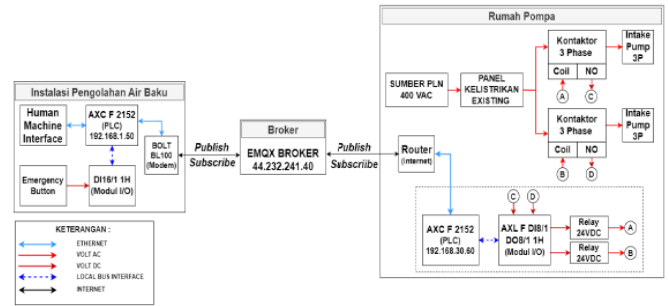 Instalasi Pengolahan Air Baku
Human
Machine
Interface
AXC F 2152
(PLC)
192.168.1.50
BOLT
BL100
(Modem)
Emergency
Button
DI16/1 1H
(Modul I/O)
KETERANGAN :
ETHERNET
VOLT AC
VOLT DC
LOCAL BUS INTERFACE
INTERNET
Publish
Subscribe
Broker
EMQX BROKER
44.232.241.40
Publish
Subscriibe
Rumah Pompa
SUMBER PLN
400 VAC
PANEL
KELISTRIKAN
EXISTING
Kontaktor
3 Phase
Coil
NO
A
C
Intake
Pump
3P
Kontaktor
3 Phase
Coil
NO
B
D
Intake
Pump
3P
Router
(internet)
C
D
AXC F 2152
(PLC)
192.168.30.60
AXL F DI8/1
DO8/1 1H
(Modul I/O)
Relay
24VDC
A
Relay
24VDC
B